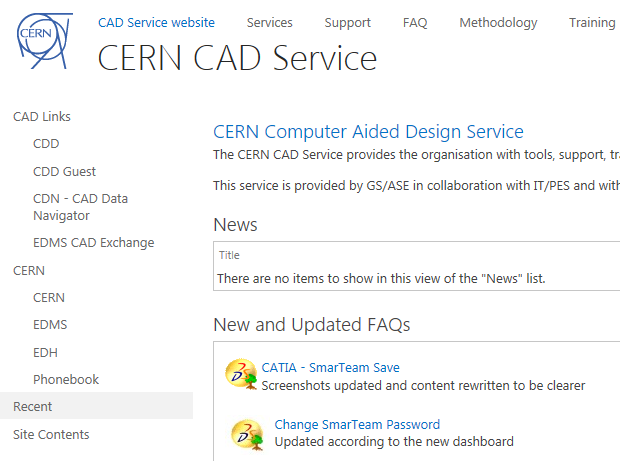 CERN
CAD Service website Services Support FAQ Methodology Training
CERN CAD Service
CAD Links
CDD
CDD Guest
CDN - CAD Data
Navigator
EDMS CAD Exchange
CERN
CERN
EDMS
EDH
Phonebook
Recent
Site Contents
CERN Computer Aided Design Service
The CERN CAD Service provides the organisation with tools, support,
This service is provided by GS/ASE in collaboration with IT/PES and
News
Title
There are no items to show in this view of the "News" list.
New and Updated FAQs
CATIA - SmarTeam Save
Screenshots updated and content rewritten to be clearer
Change SmarTeam Password
Updated according to the new dashboard